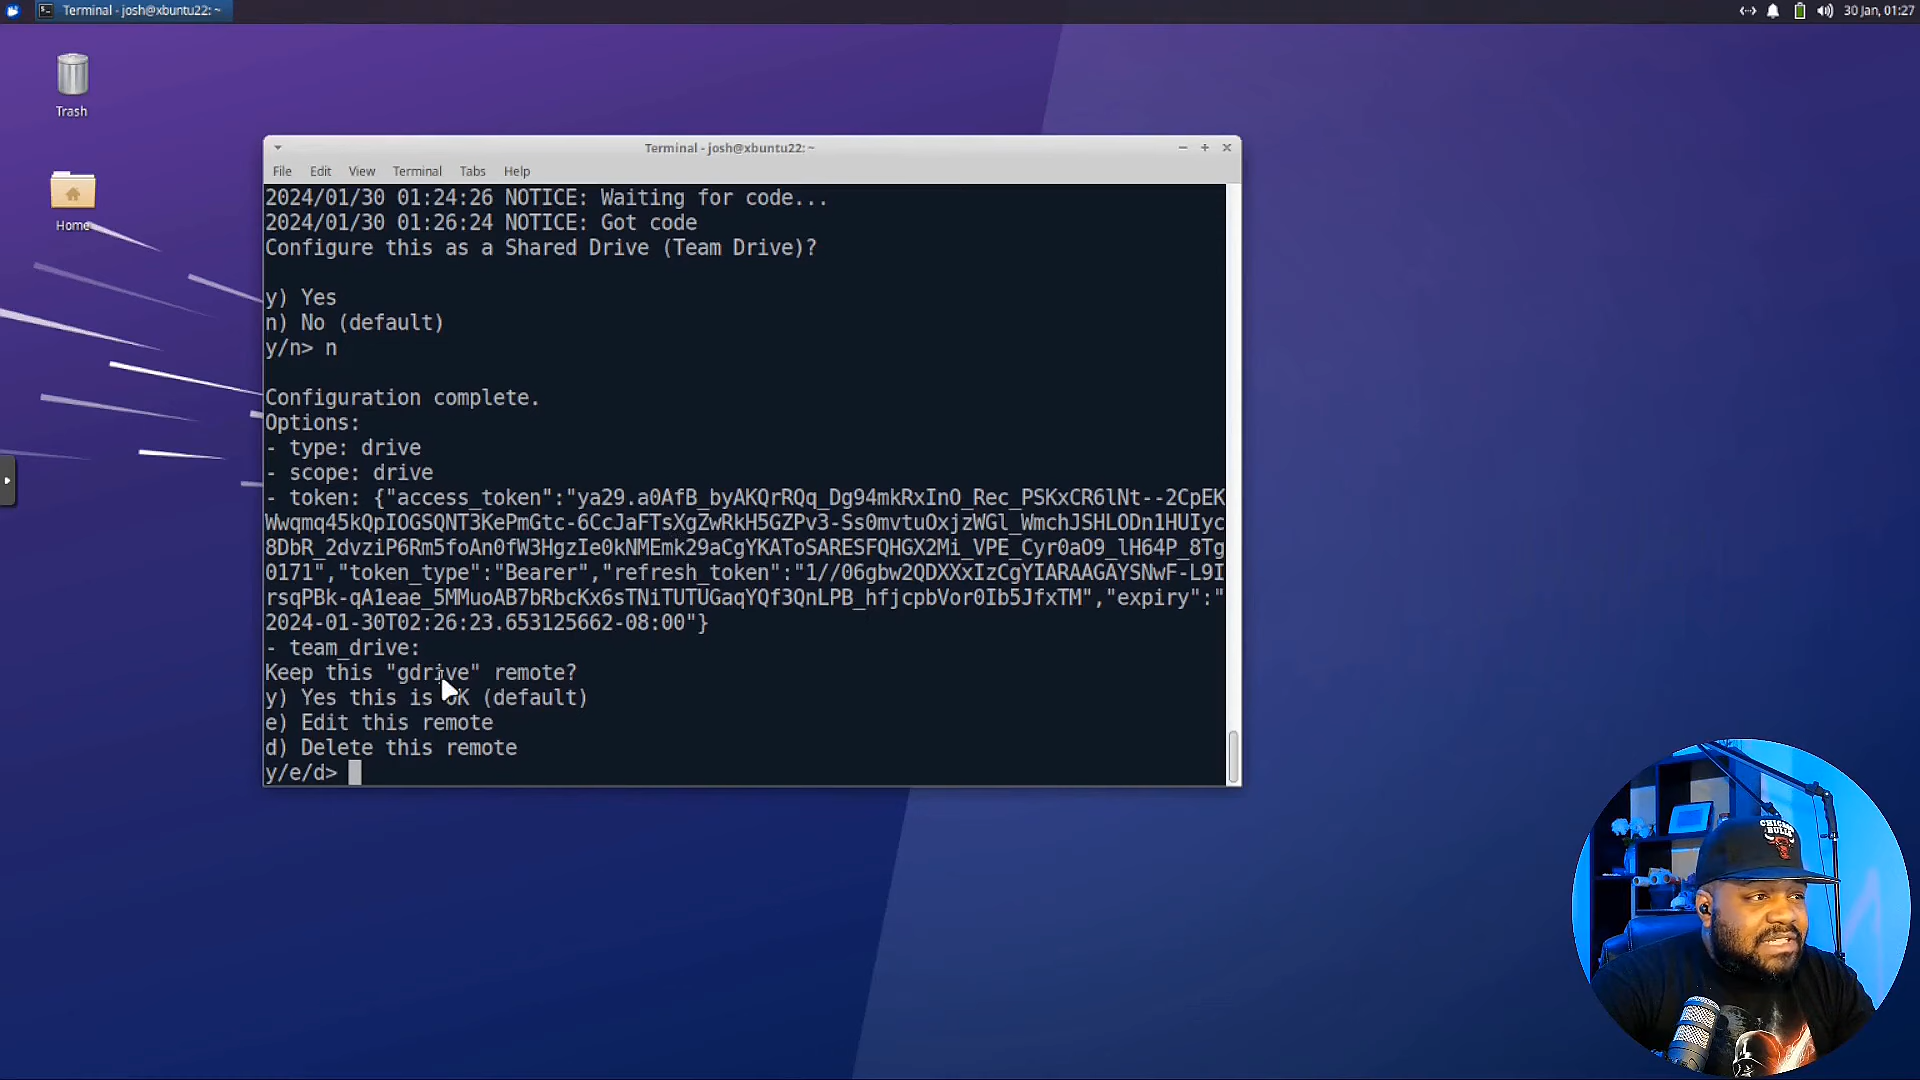 Terminal - josh@xbuntu22: ~
30 Jan, 01:27
Trash
Home
Terminal - josh@xbuntu22:~
File Edit View Terminal Tabs Help
2024/01/30 01:24:26 NOTICE: Waiting for code...
2024/01/30 01:26:24 NOTICE: Got code
Configure this as a Shared Drive (Team Drive)?
y) Yes
n) No (default)
y/n> n
Configuration complete.
Options:
- type: drive
- scope: drive
- token: {"access_token":"ya29.a0AfB_byAKQrRQq_Dg94mkRxInO_Rec_PSKxCR6lNt--2CpEK
Wwqmq45kQpIOGSQNT3KePmGtc-6CcJaFTsXgZwRkH5GZPv3-Ss0mvtuOxjzWGl_WmchJSHLODn1HUIyc
8DbR_2dvziP6Rm5foAn0fW3HgzIe0kNMEmk29aCgYKAToSARESFQHGX2Mi_VPE_Cyr0aO9_lH64P_8Tg
0171","token_type":"Bearer","refresh_token":"1//06gbw2QDXXxIzCgYIARAAGAYSNwF-L9I
rsqPBk-qA1eae_5MMuoAB7bRbcKx6sTNiTUTUGaqYQf3QnLPB_hfjcpbVor0Ib5JfxTM","expiry":"
2024-01-30T02:26:23.653125662-08:00"}
- team_drive:
Keep this "gdrive" remote?
y) Yes this is OK (default)
e) Edit this remote
d) Delete this remote
y/e/d>
CHICAGO
BULLS